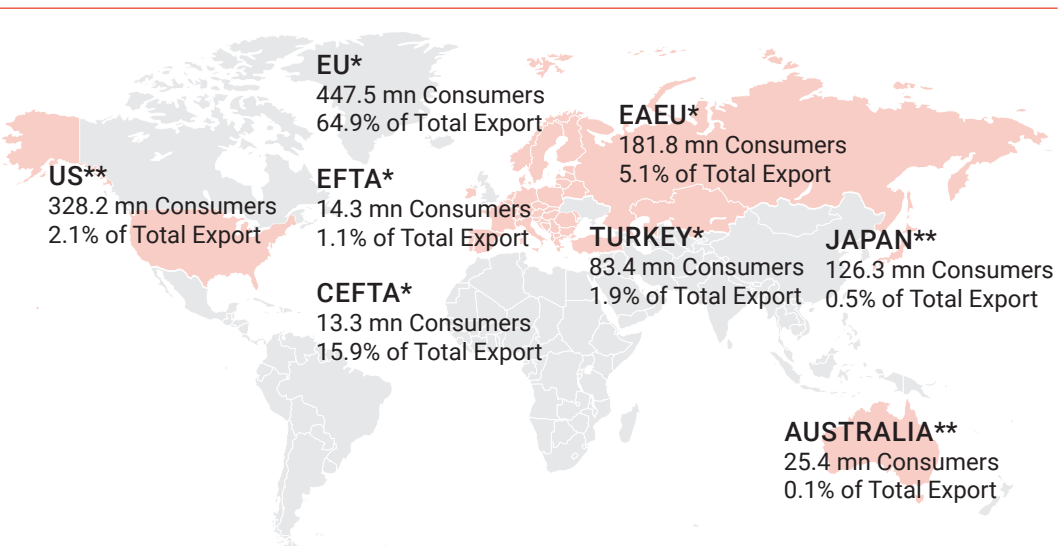 EU*
447.5 mn Consumers
64.9% of Total Export
EAEU*
181.8 mn Consumers
5.1% of Total Export
US**
328.2 mn Consumers
2.1% of Total Export
EFTA*
14.3 mn Consumers
1.1% of Total Export
TURKEY*
83.4 mn Consumers
1.9% of Total Export
JAPAN**
126.3 mn Consumers
0.5% of Total Export
CEFTA*
13.3 mn Consumers
15.9% of Total Export
AUSTRALIA**
25.4 mn Consumers
0.1% of Total Export